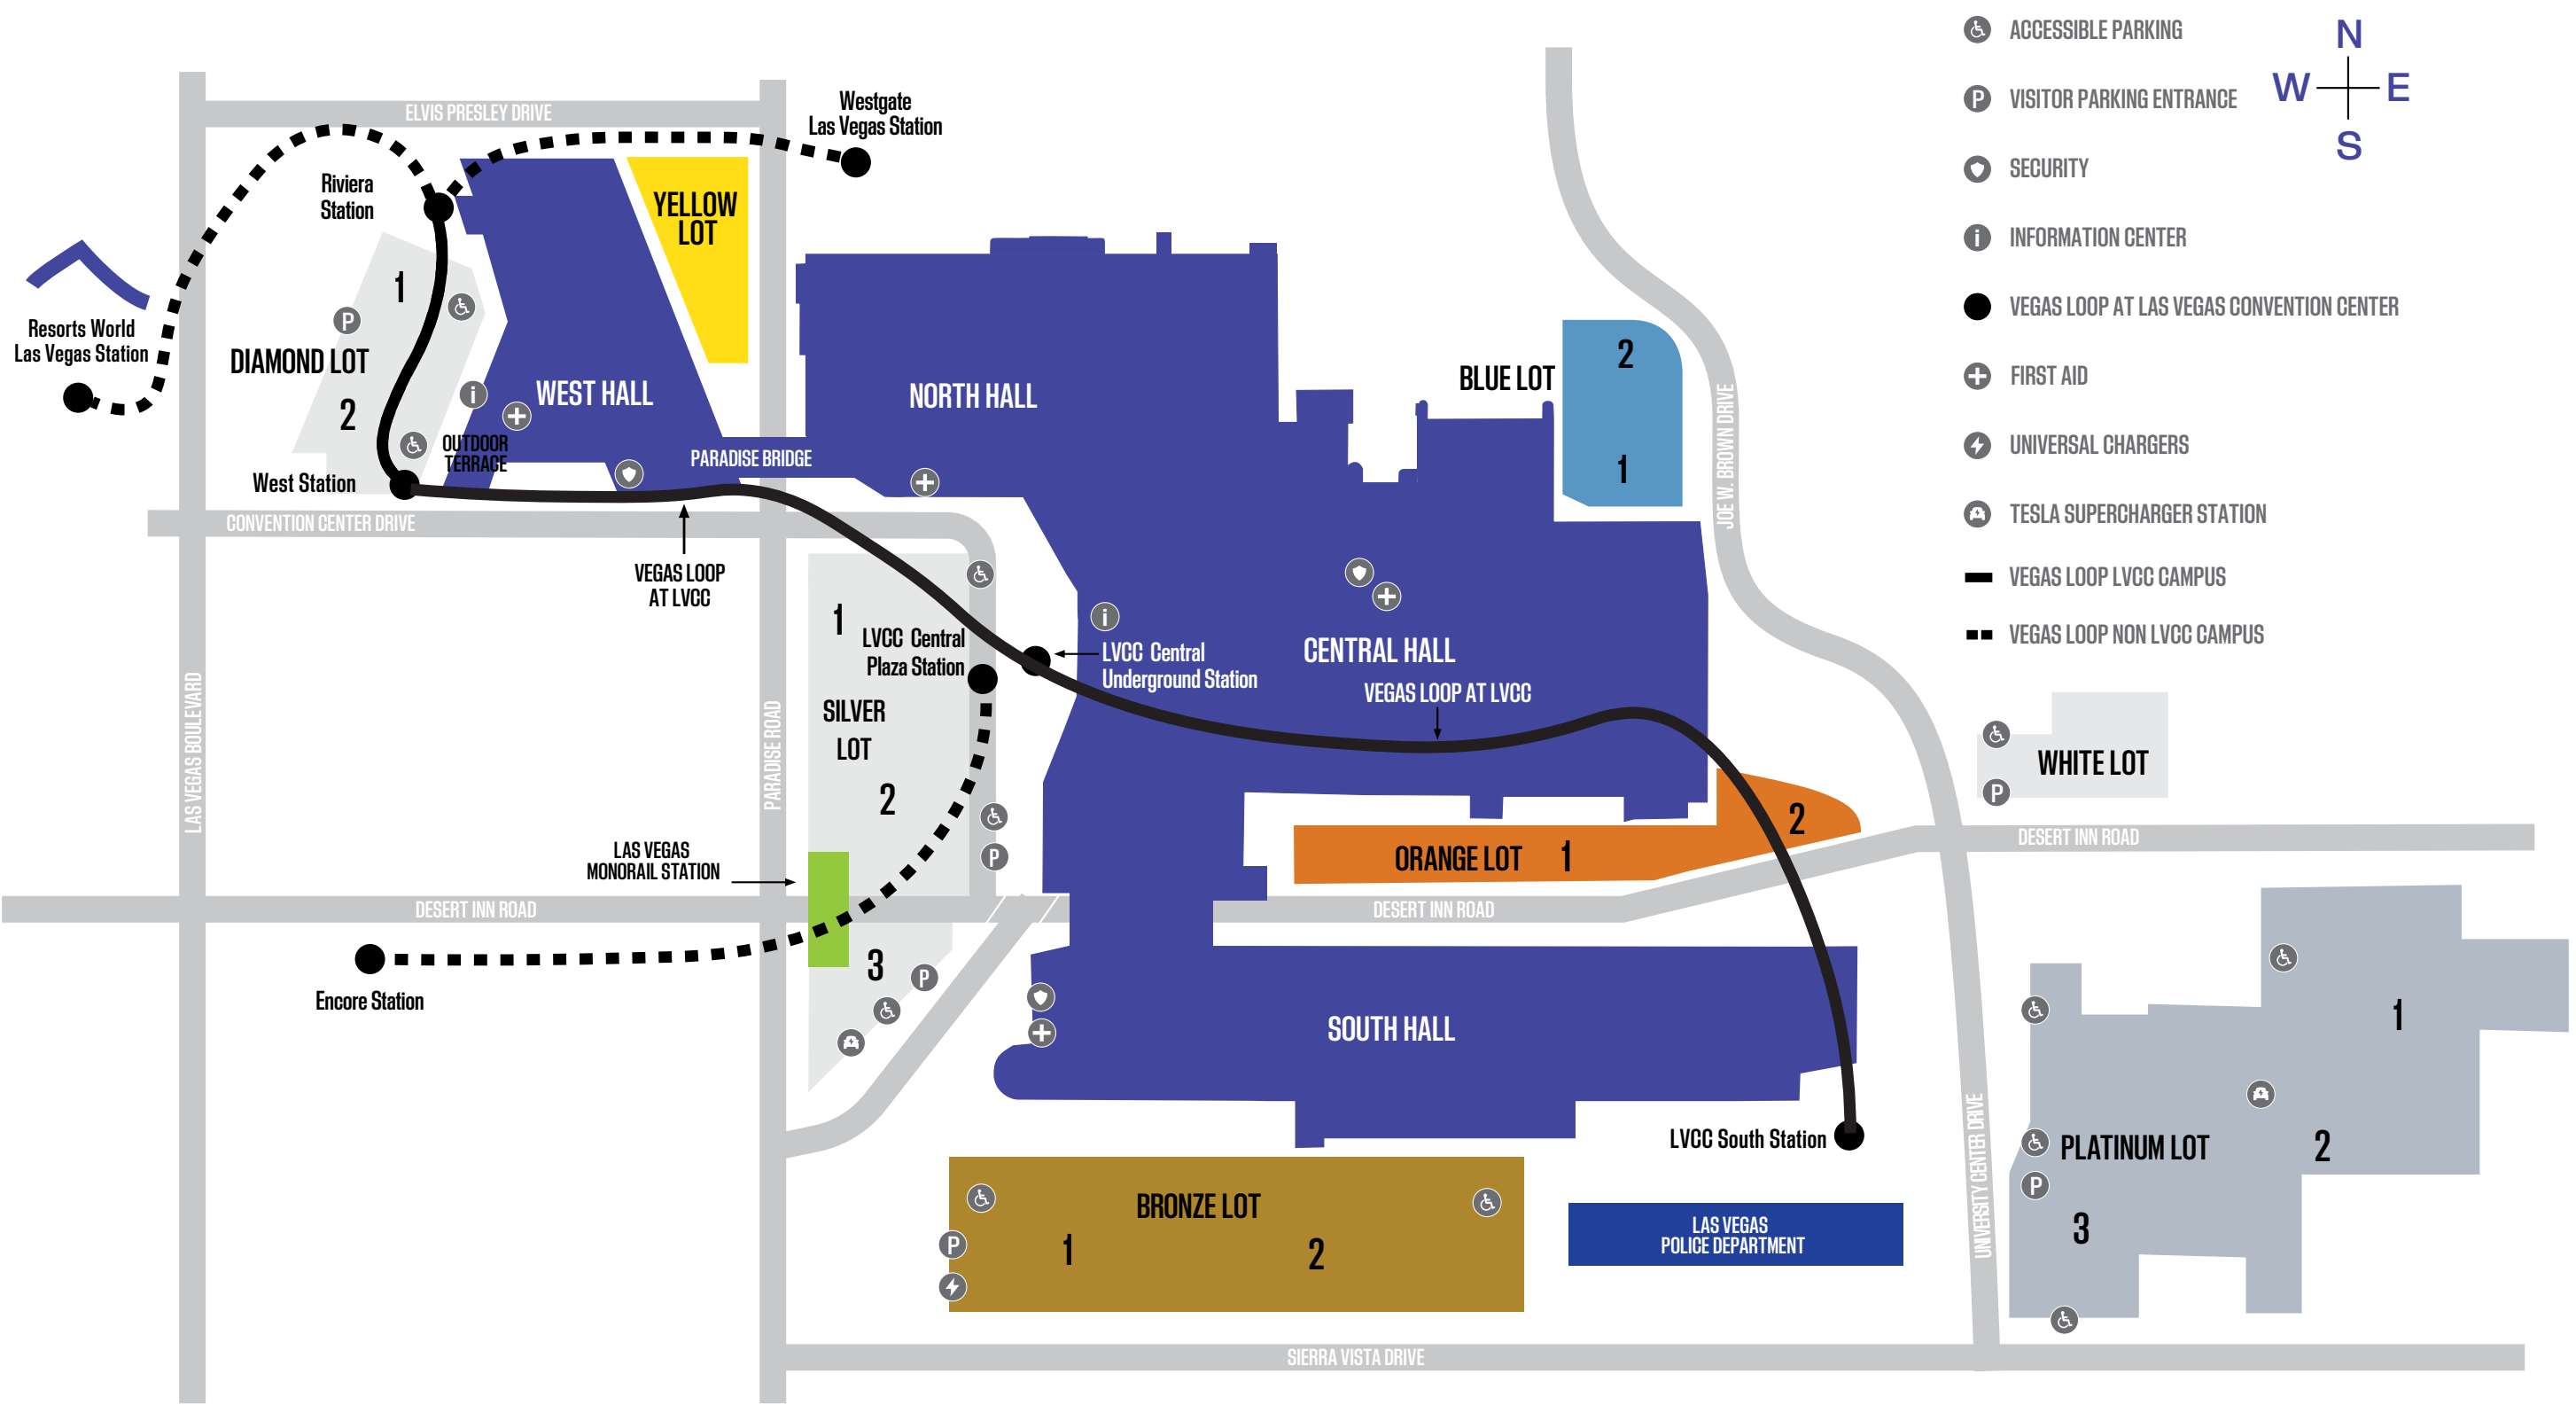 ACCESSIBLE PARKING
VISITOR PARKING ENTRANCE
SECURITY
INFORMATION CENTER
VEGAS LOOP AT LAS VEGAS CONVENTION CENTER
FIRST AID
UNIVERSAL CHARGERS
TESLA SUPERCHARGER STATION
VEGAS LOOP LVCC CAMPUS
VEGAS LOOP NON LVCC CAMPUS
N
W E
S
P
i
ELVIS PRESLEY DRIVE
Westgate
Las Vegas Station
Riviera
Station
YELLOW
LOT
Resorts World
Las Vegas Station
1
P
DIAMOND LOT
2
i
WEST HALL
OUTDOOR
TERRACE
West Station
PARADISE BRIDGE
NORTH HALL
BLUE LOT
2
1
JOE W. BROWN DRIVE
CONVENTION CENTER DRIVE
VEGAS LOOP
AT LVCC
1
LVCC Central
Plaza Station
i
LVCC Central
Underground Station
CENTRAL HALL
VEGAS LOOP AT LVCC
LAS VEGAS BOULEVARD
PARADISE ROAD
SILVER
LOT
2
P
WHITE LOT
P
LAS VEGAS
MONORAIL STATION
ORANGE LOT 1
2
DESERT INN ROAD
DESERT INN ROAD
DESERT INN ROAD
3
P
Encore Station
SOUTH HALL
LVCC South Station
UNIVERSITY CENTER DRIVE
1
PLATINUM LOT
2
P
3
BRONZE LOT
P
1
2
LAS VEGAS
POLICE DEPARTMENT
SIERRA VISTA DRIVE